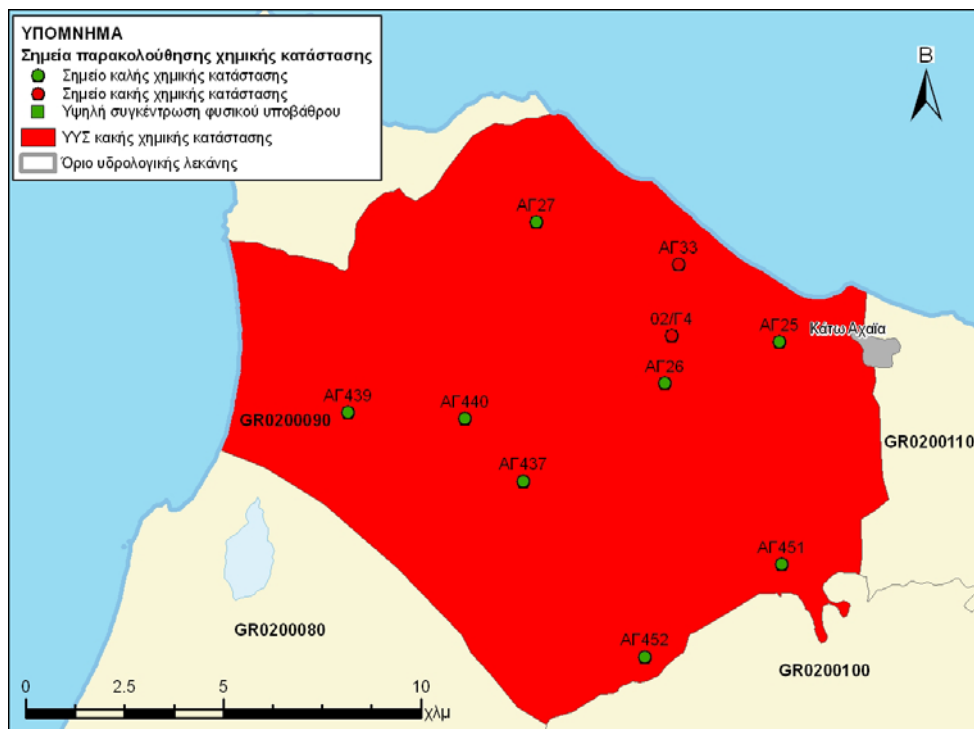 ΥΠΟΜΝΗΜΑ
Σημεία παρακολούθησης χημικής κατάστασης
Σημείο καλής χημικής κατάστασης
Σημείο κακής χημικής κατάστασης
Υψηλή συγκέντρωση φυσικού υποβάθρου
ΥΥΣ κακής χημικής κατάστασης
Όριο υδρολογικής λεκάνης
Β
ΑΓ27
ΑΓ33
02/Γ4
ΑΓ25
Κάτω Αχαΐα
ΑΓ26
ΑΓ439
ΑΓ440
GR0200090
GR0200110
ΑΓ437
ΑΓ451
GR0200080
ΑΓ452
GR0200100
0 2.5 5 10
χλμ